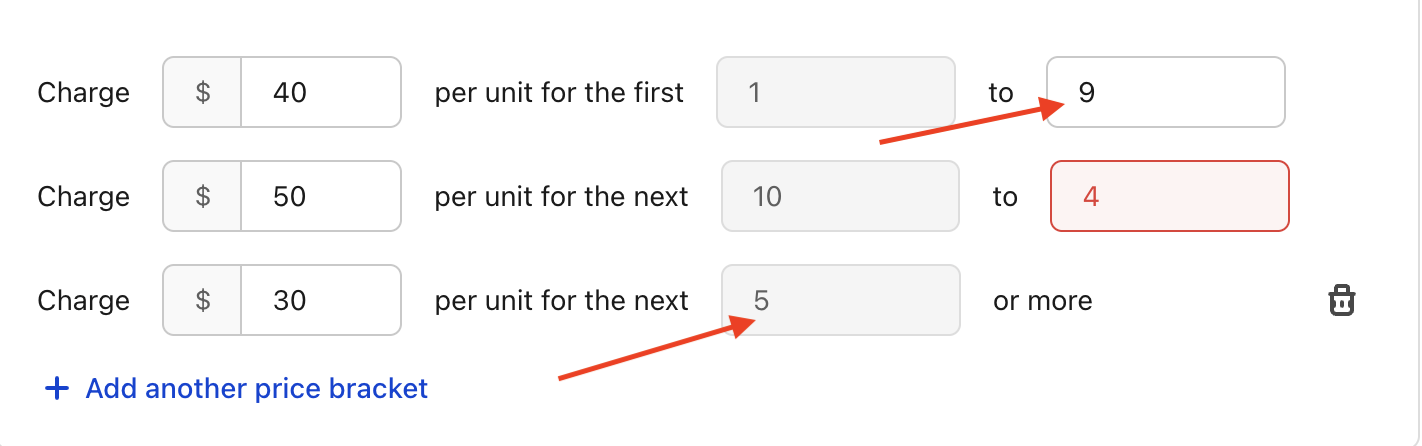 Charge $ 40 per unit for the first 1 to 9
Charge $ 50 per unit for the next 10 to 4
Charge $ 30 per unit for the next 5 or more
+ Add another price bracket